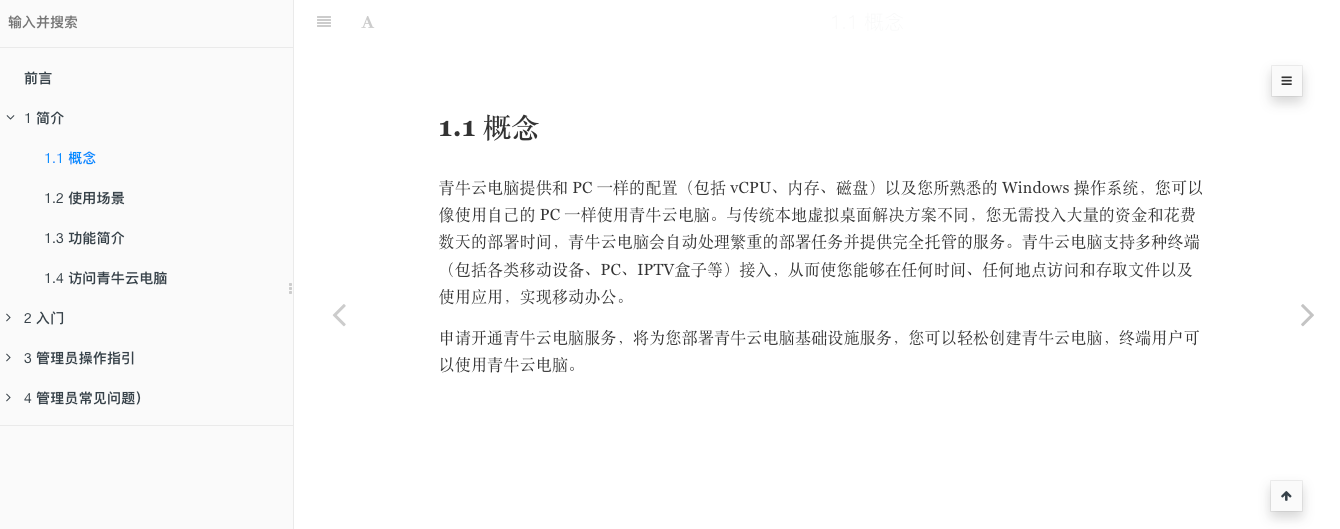 输入并搜索
前言
1 简介
1.1 概念
1.2 使用场景
1.3 功能简介
1.4 访问青牛云电脑
2 入门
3 管理员操作指引
4 管理员常见问题)
A
1.1 概念
1.1 概念
青牛云电脑提供和 PC 一样的配置（包括 vCPU、内存、磁盘）以及您所熟悉的 Windows 操作系统，您可以
像使用自己的 PC 一样使用青牛云电脑。与传统本地虚拟桌面解决方案不同，您无需投入大量的资金和花费
数天的部署时间，青牛云电脑会自动处理繁重的部署任务并提供完全托管的服务。青牛云电脑支持多种终端
（包括各类移动设备、PC、IPTV盒子等）接入，从而使您能够在任何时间、任何地点访问和存取文件以及
使用应用，实现移动办公。
申请开通青牛云电脑服务，将为您部署青牛云电脑基础设施服务，您可以轻松创建青牛云电脑，终端用户可
以使用青牛云电脑。